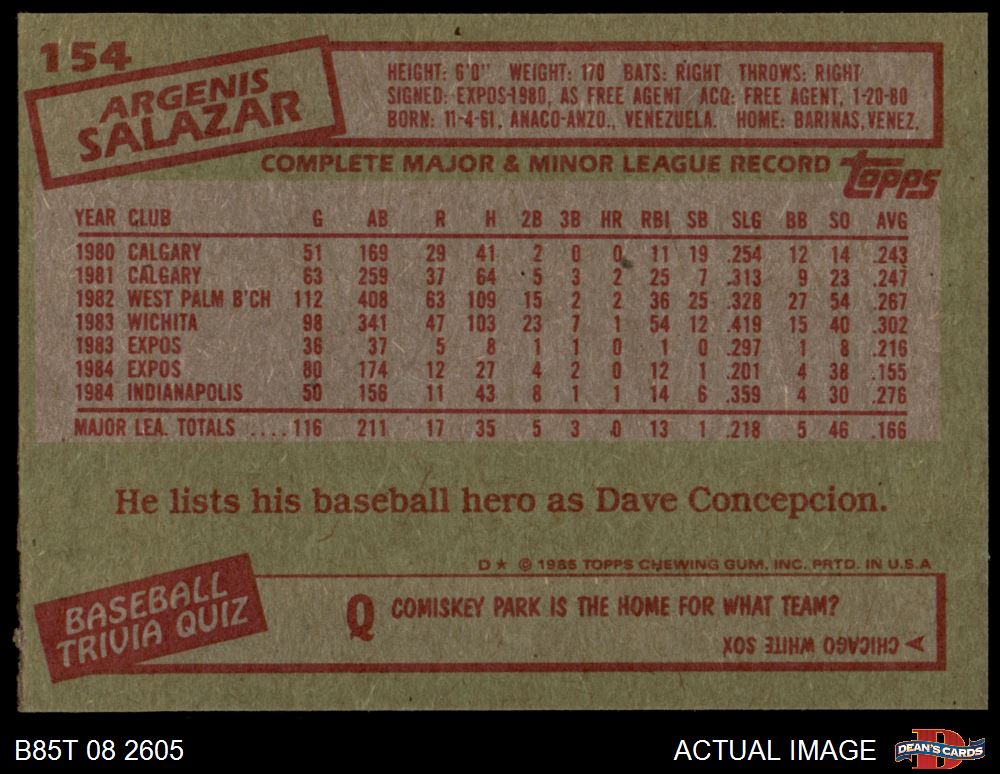 154
ARGENIS
SALAZAR
HEIGHT: 6'0" WEIGHT: 170 BATS: RIGHT THROWS: RIGHT
SIGNED: EXPOS-1980, AS FREE AGENT ACQ: FREE AGENT, 1-20-80
BORN: 11-4-61, ANACO-ANZO., VENEZUELA. HOME: BARINAS, VENEZ.
COMPLETE MAJOR & MINOR LEAGUE RECORD
topps
YEAR CLUB G AB R H 2B 3B HR RBI SB SLG BB SO AVG
1980 CALGARY 51 169 29 41 2 0 0 11 19 .254 12 14 .243
1981 CALGARY 63 259 37 64 5 3 2 25 7 .313 9 23 .247
1982 WEST PALM B'CH 112 408 63 109 15 2 2 36 25 .328 27 54 .267
1983 WICHITA 98 341 47 103 23 7 1 54 12 .419 15 40 .302
1983 EXPOS 36 37 5 8 1 1 0 1 0 .297 1 8 .216
1984 EXPOS 80 174 12 27 4 2 0 12 1 .201 4 38 .155
1984 INDIANAPOLIS 50 156 11 43 8 1 1 14 6 .359 4 30 .276
MAJOR LEA. TOTALS .... 116 211 17 35 5 3 0 13 1 .218 5 46 .166
He lists his baseball hero as Dave Concepcion.
D★ © 1985 TOPPS CHEWING GUM, INC. PRTD. IN U.S.A
BASEBALL
TRIVIA QUIZ
Q COMISKEY PARK IS THE HOME FOR WHAT TEAM?
A CHICAGO WHITE SOX
B85T 08 2605
ACTUAL IMAGE
D
DEAN'S CARDS